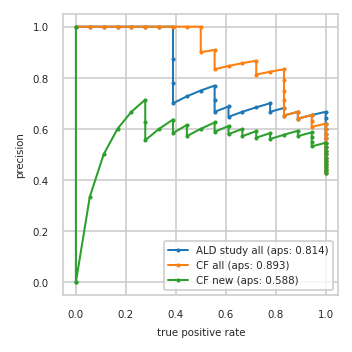 1.0
0.8
0.6
0.4
0.2
0.0
precision
ALD study all (aps: 0.814)
CF all (aps: 0.893)
CF new (aps: 0.588)
0.0 0.2 0.4 0.6 0.8 1.0
true positive rate